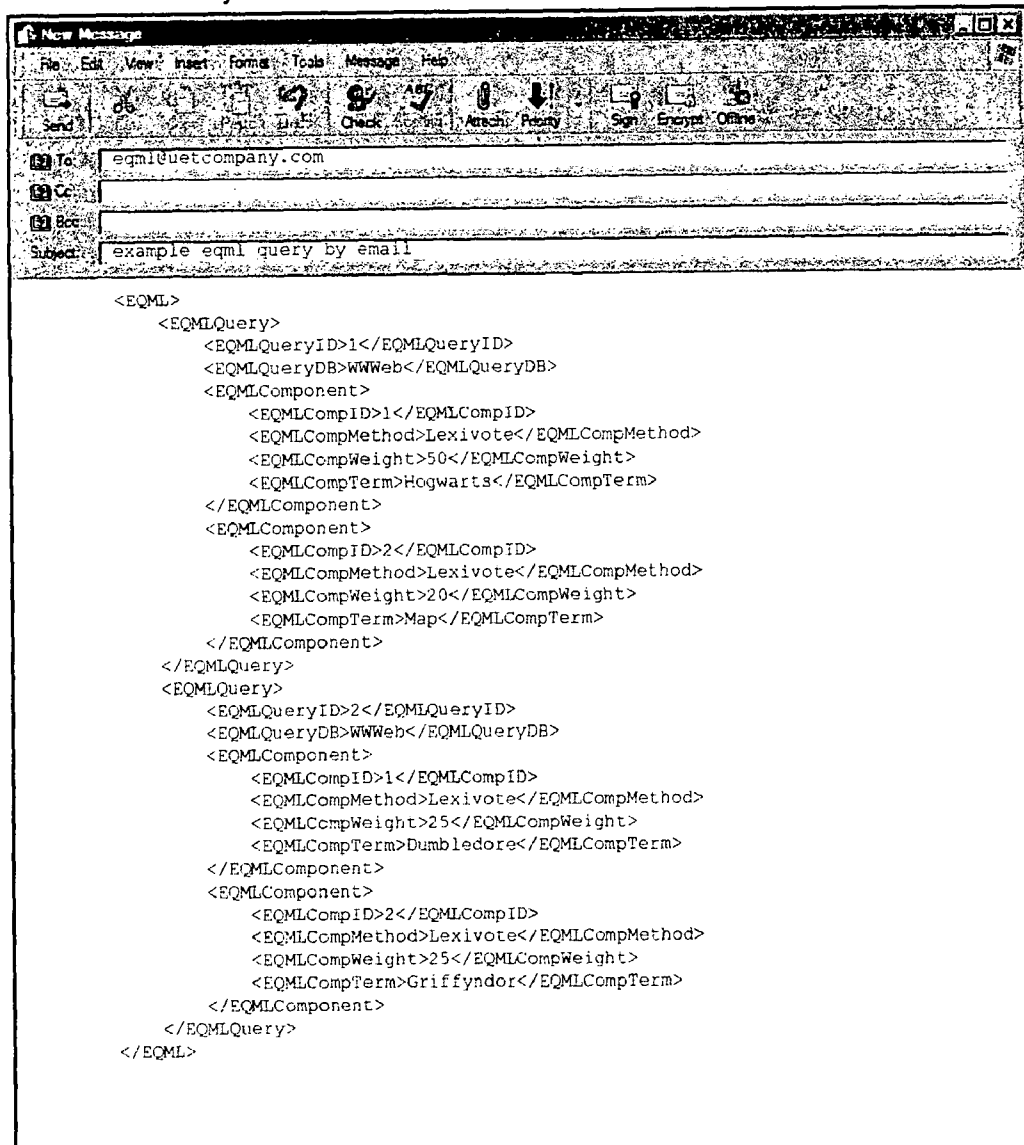 New Message
File Edit View Insert Format Tools Message Help
Send Check Attach Priority Sign Encrypt Offline
To: eqml@uetcompany.com
Cc:
Bcc:
Subject: example eqml query by email
<EQML>
<EQMLQuery>
<EQMLQueryID>1</EQMLQueryID>
<EQMLQueryDB>WWWeb</EQMLQueryDB>
<EQMLComponent>
<EQMLCompID>1</EQMLCompID>
<EQMLCompMethod>Lexivote</EQMLCompMethod>
<EQMLCompWeight>50</EQMLCompWeight>
<EQMLCompTerm>Hogwarts</EQMLCompTerm>
</EQMLComponent>
<EQMLComponent>
<EQMLCompID>2</EQMLCompID>
<EQMLCompMethod>Lexivote</EQMLCompMethod>
<EQMLCompWeight>20</EQMLCompWeight>
<EQMLCompTerm>Map</EQMLCompTerm>
</EQMLComponent>
</EQMLQuery>
<EQMLQuery>
<EQMLQueryID>2</EQMLQueryID>
<EQMLQueryDB>WWWeb</EQMLQueryDB>
<EQMLComponent>
<EQMLCompID>1</EQMLCompID>
<EQMLCompMethod>Lexivote</EQMLCompMethod>
<EQMLCompWeight>25</EQMLCompWeight>
<EQMLCompTerm>Dumbledore</EQMLCompTerm>
</EQMLComponent>
<EQMLComponent>
<EQMLCompID>2</EQMLCompID>
<EQMLCompMethod>Lexivote</EQMLCompMethod>
<EQMLCompWeight>25</EQMLCompWeight>
<EQMLCompTerm>Griffyndor</EQMLCompTerm>
</EQMLComponent>
</EQMLQuery>
</EQML>